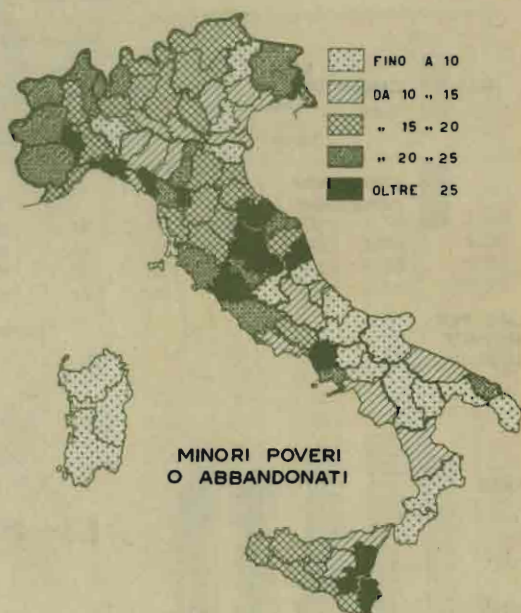 FINO A 10
DA 10 „ 15
„ 15 „ 20
„ 20 „ 25
OLTRE 25
MINORI POVERI
O ABBANDONATI